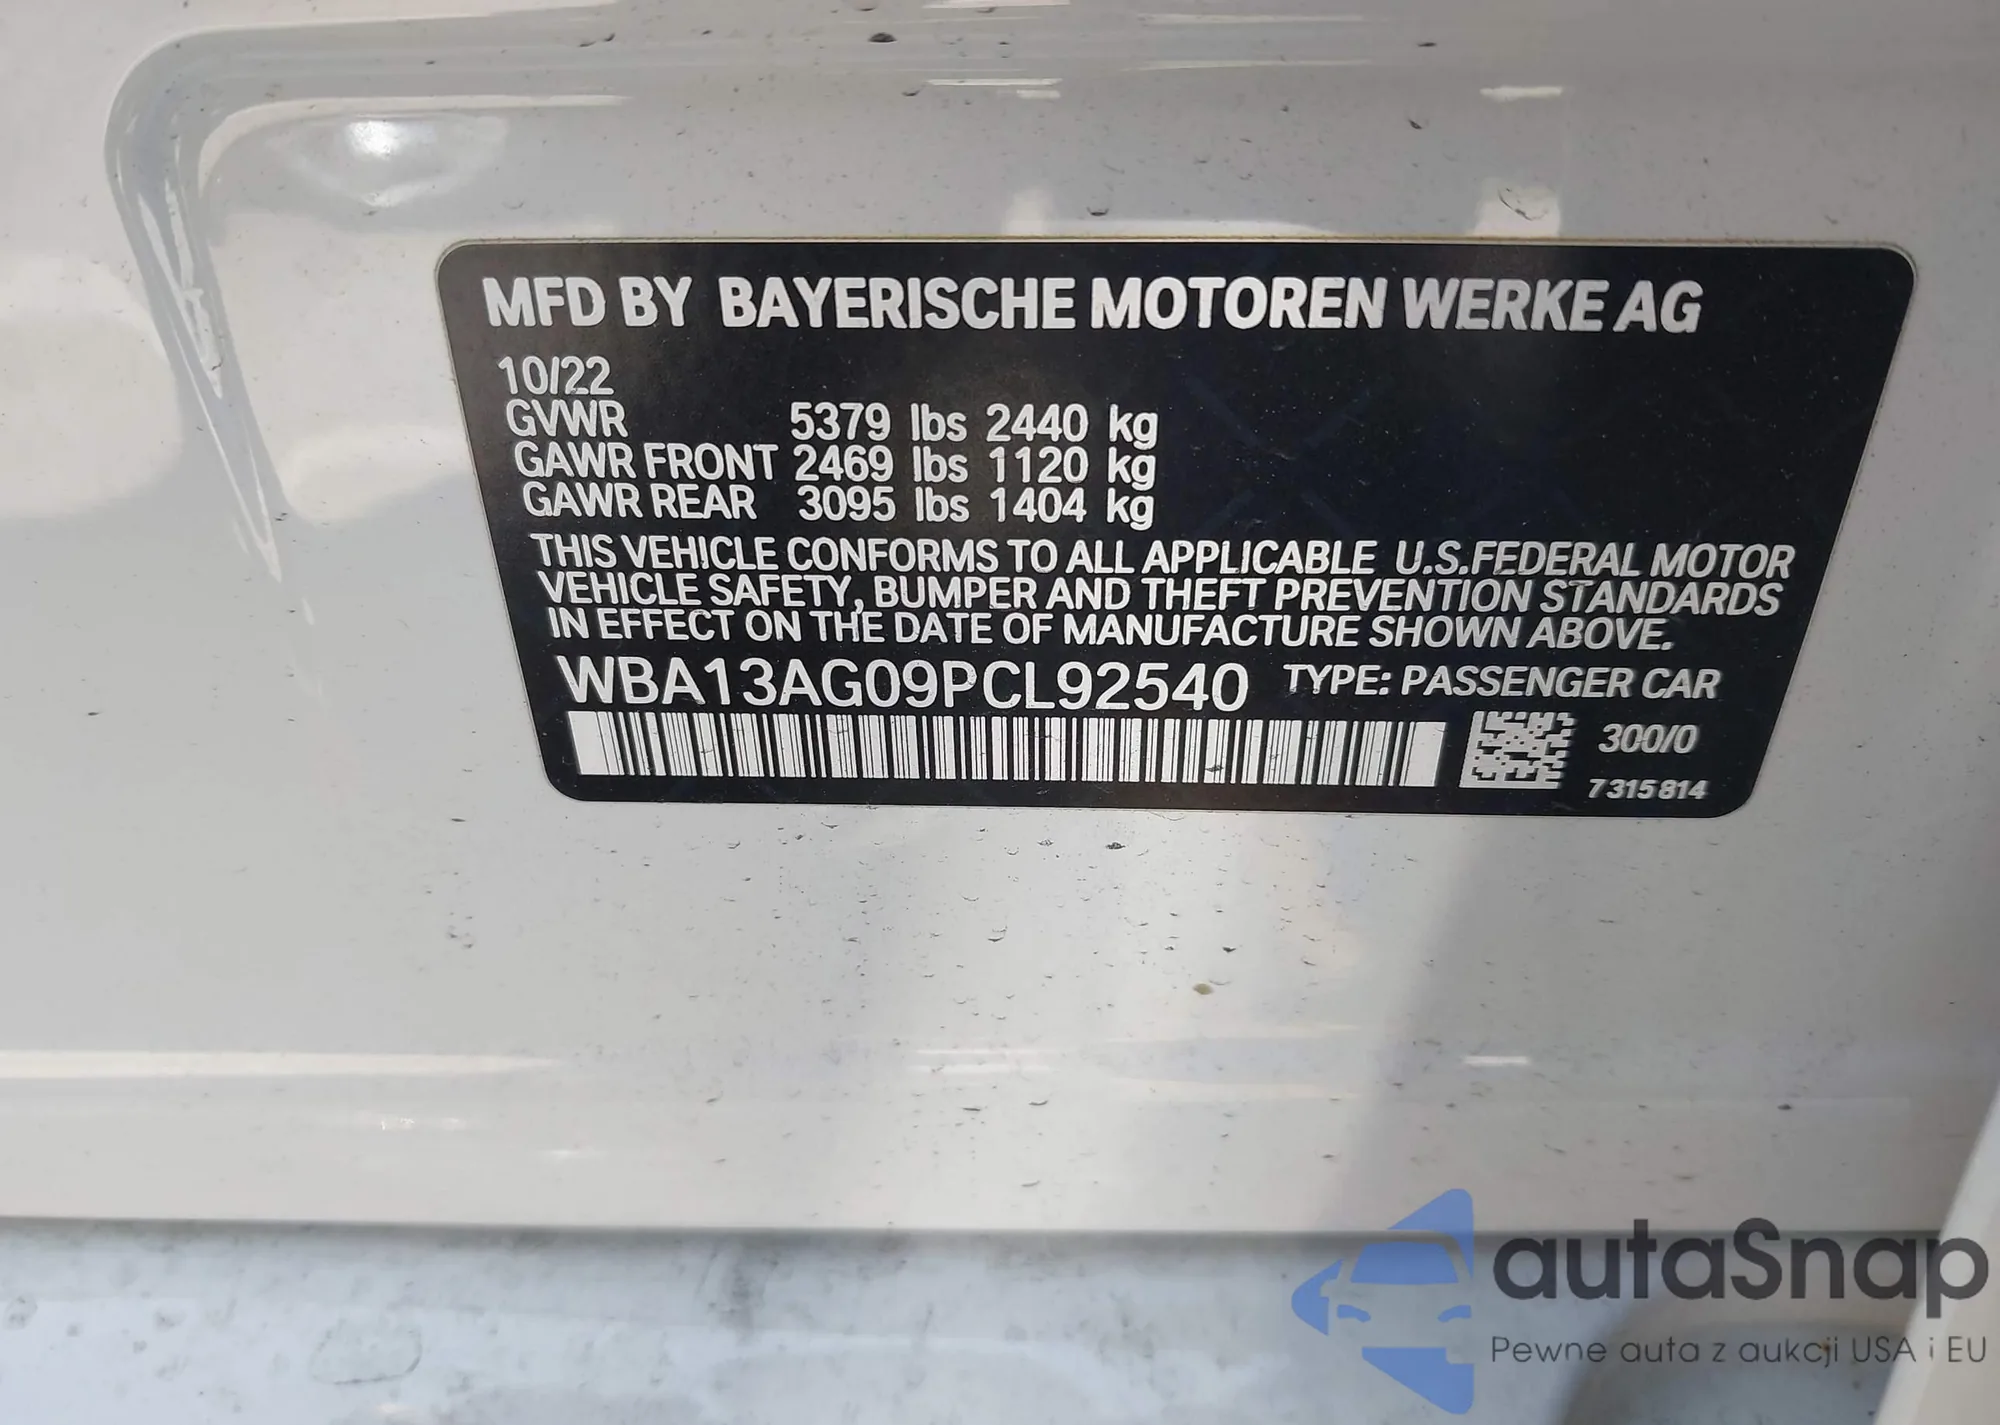 MFD BY BAYERISCHE MOTOREN WERKE AG
10/22
GVWR 5379 lbs 2440 kg
GAWR FRONT 2469 lbs 1120 kg
GAWR REAR 3095 lbs 1404 kg
THIS VEHICLE CONFORMS TO ALL APPLICABLE U.S.FEDERAL MOTOR
VEHICLE SAFETY, BUMPER AND THEFT PREVENTION STANDARDS
IN EFFECT ON THE DATE OF MANUFACTURE SHOWN ABOVE.
WBA13AG09PCL92540 TYPE: PASSENGER CAR
300/0
7315814
autaSnap
Pewne auta z aukcji USA i EU